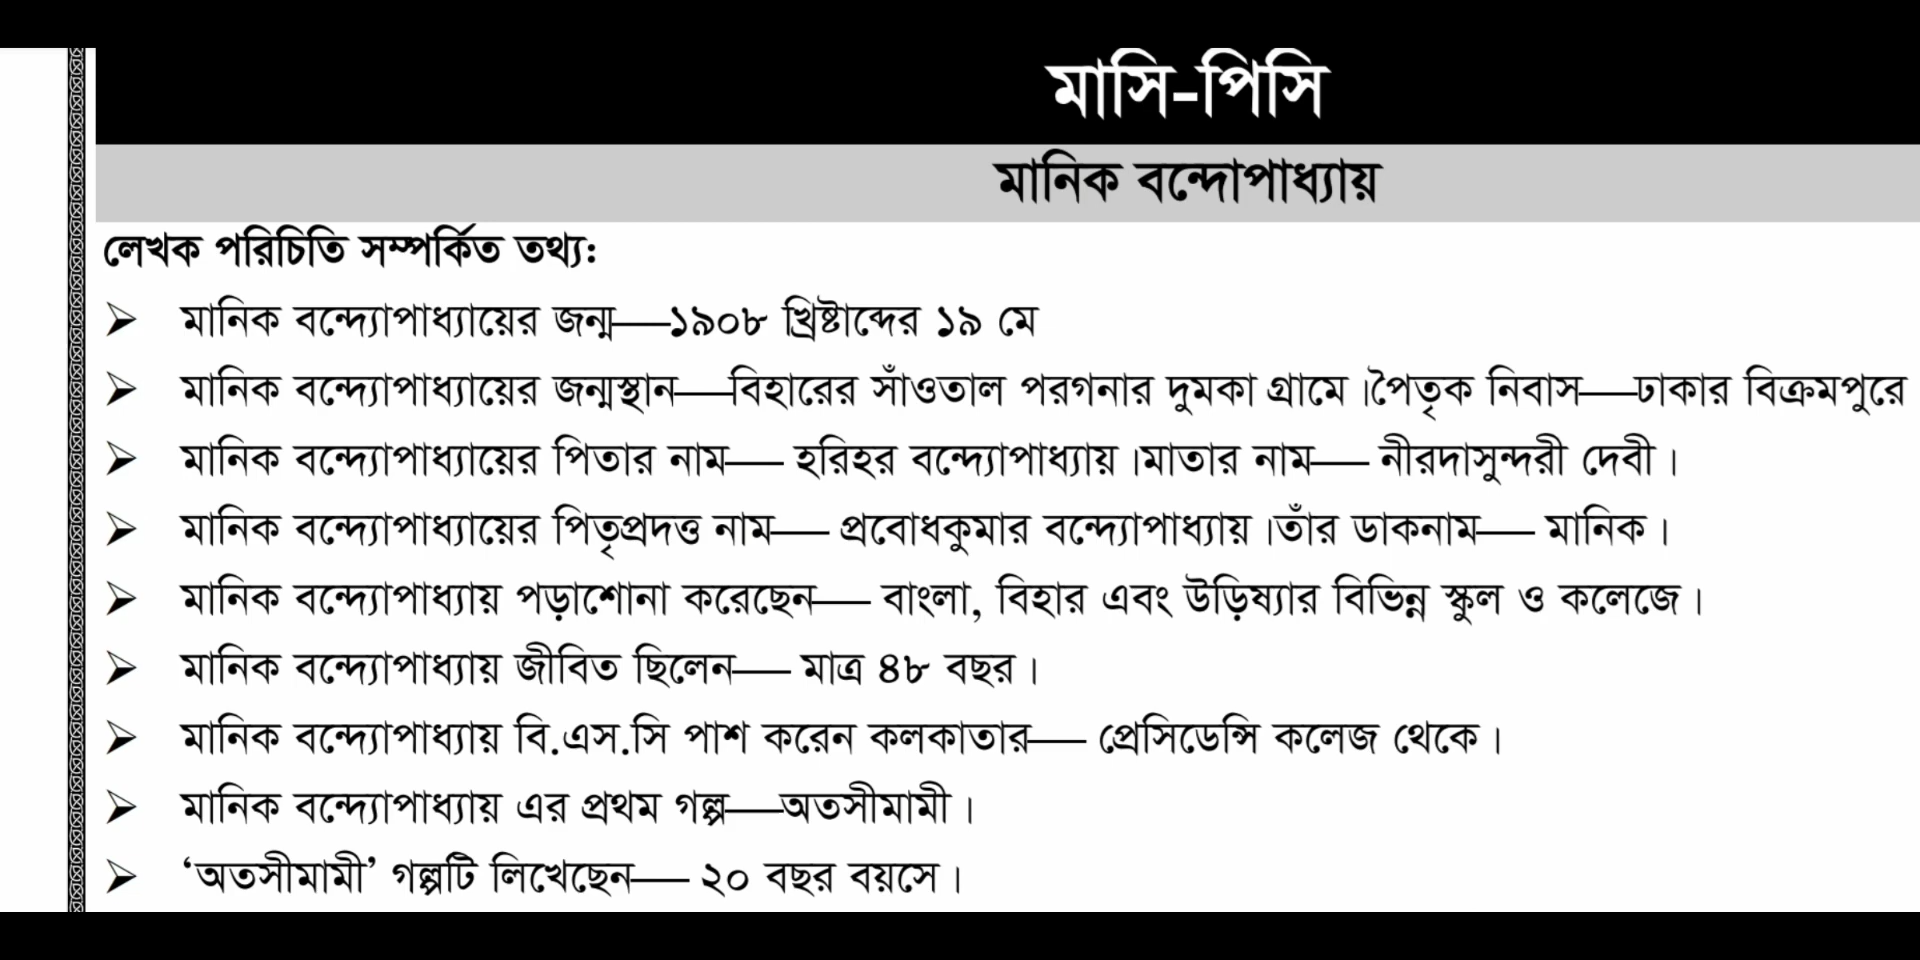 মাসি-পিসি
মানিক বন্দোপাধ্যায়
লেখক পরিচিতি সম্পর্কিত তথ্য:
➢ মানিক বন্দ্যোপাধ্যায়ের জন্ম—১৯০৮ খ্রিষ্টাব্দের ১৯ মে
➢ মানিক বন্দ্যোপাধ্যায়ের জন্মস্থান—বিহারের সাঁওতাল পরগনার দুমকা গ্রামে।পৈতৃক নিবাস—ঢাকার বিক্রমপুরে
➢ মানিক বন্দ্যোপাধ্যায়ের পিতার নাম— হরিহর বন্দ্যোপাধ্যায়।মাতার নাম— নীরদাসুন্দরী দেবী।
➢ মানিক বন্দ্যোপাধ্যায়ের পিতৃপ্রদত্ত নাম— প্রবোধকুমার বন্দ্যোপাধ্যায়।তাঁর ডাকনাম— মানিক।
➢ মানিক বন্দ্যোপাধ্যায় পড়াশোনা করেছেন— বাংলা, বিহার এবং উড়িষ্যার বিভিন্ন স্কুল ও কলেজে।
➢ মানিক বন্দ্যোপাধ্যায় জীবিত ছিলেন— মাত্র ৪৮ বছর।
➢ মানিক বন্দ্যোপাধ্যায় বি.এস.সি পাশ করেন কলকাতার— প্রেসিডেন্সি কলেজ থেকে।
➢ মানিক বন্দ্যোপাধ্যায় এর প্রথম গল্প—অতসীমামী।
➢ ‘অতসীমামী’ গল্পটি লিখেছেন— ২০ বছর বয়সে।